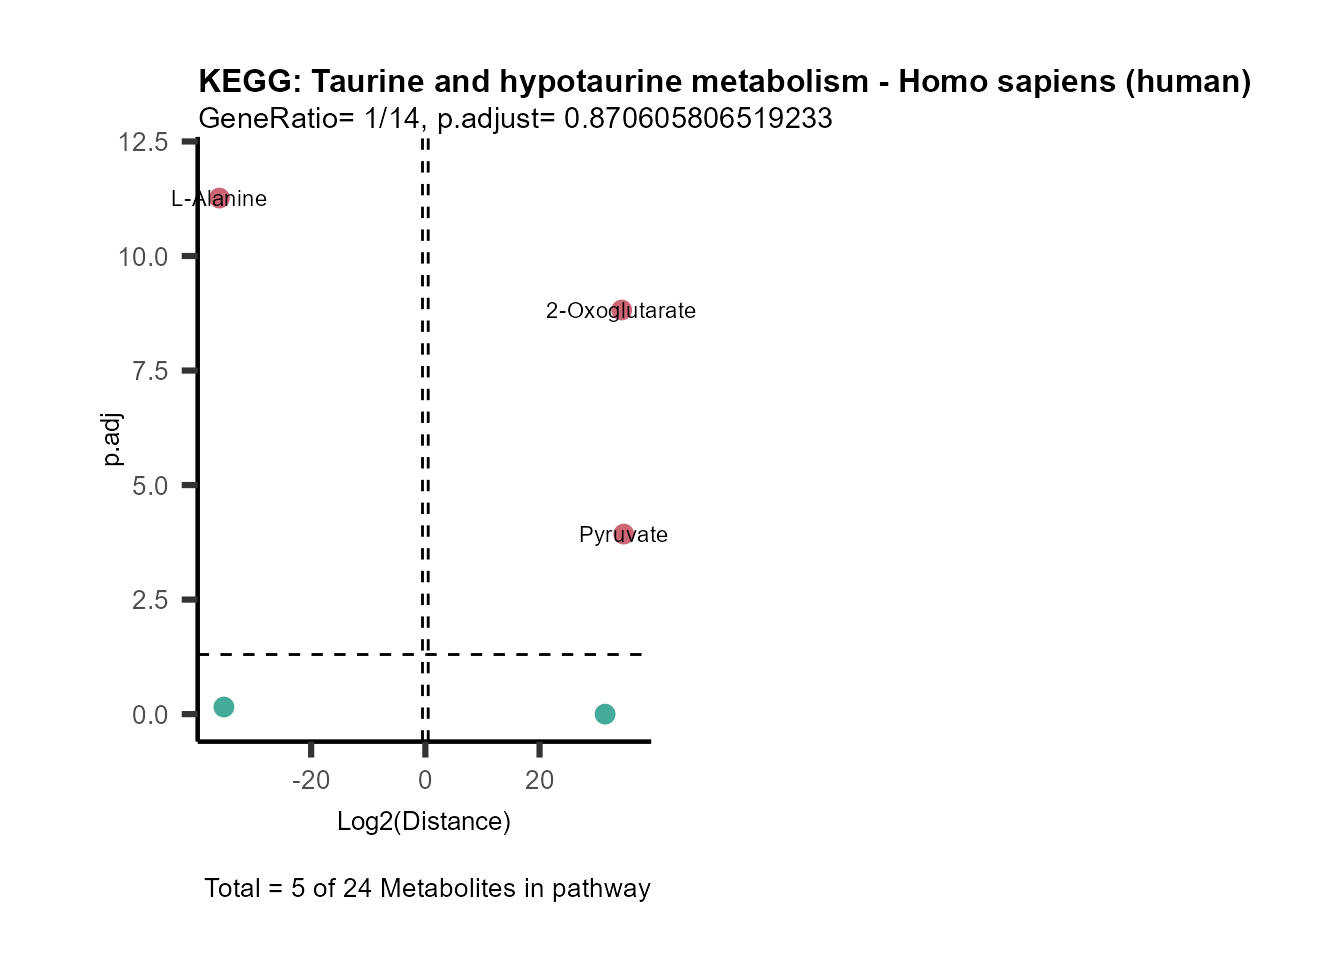 KEGG: Taurine and hypotaurine metabolism - Homo sapiens (human)
GeneRatio= 1/14, p.adjust= 0.870605806519233
12.5
L-Alanine
10.0
2-Oxoglutarate
7.5
p.adj
5.0
Pyruvate
2.5
0.0
-20 0 20
Log2(Distance)
Total = 5 of 24 Metabolites in pathway